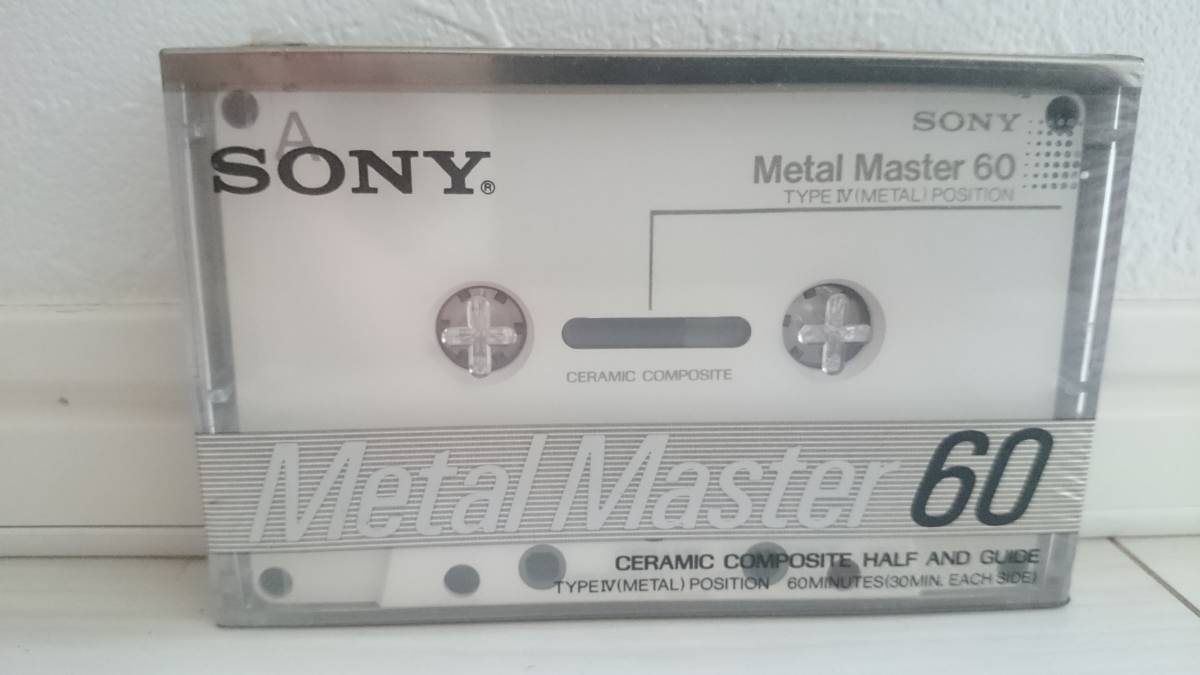 A
SONY®
SONY
Metal Master 60
TYPE IV (METAL) POSITION
CERAMIC COMPOSITE
Metal Master 60
CERAMIC COMPOSITE HALF AND GUIDE
TYPE IV (METAL) POSITION 60MINUTES (30MIN. EACH SIDE)